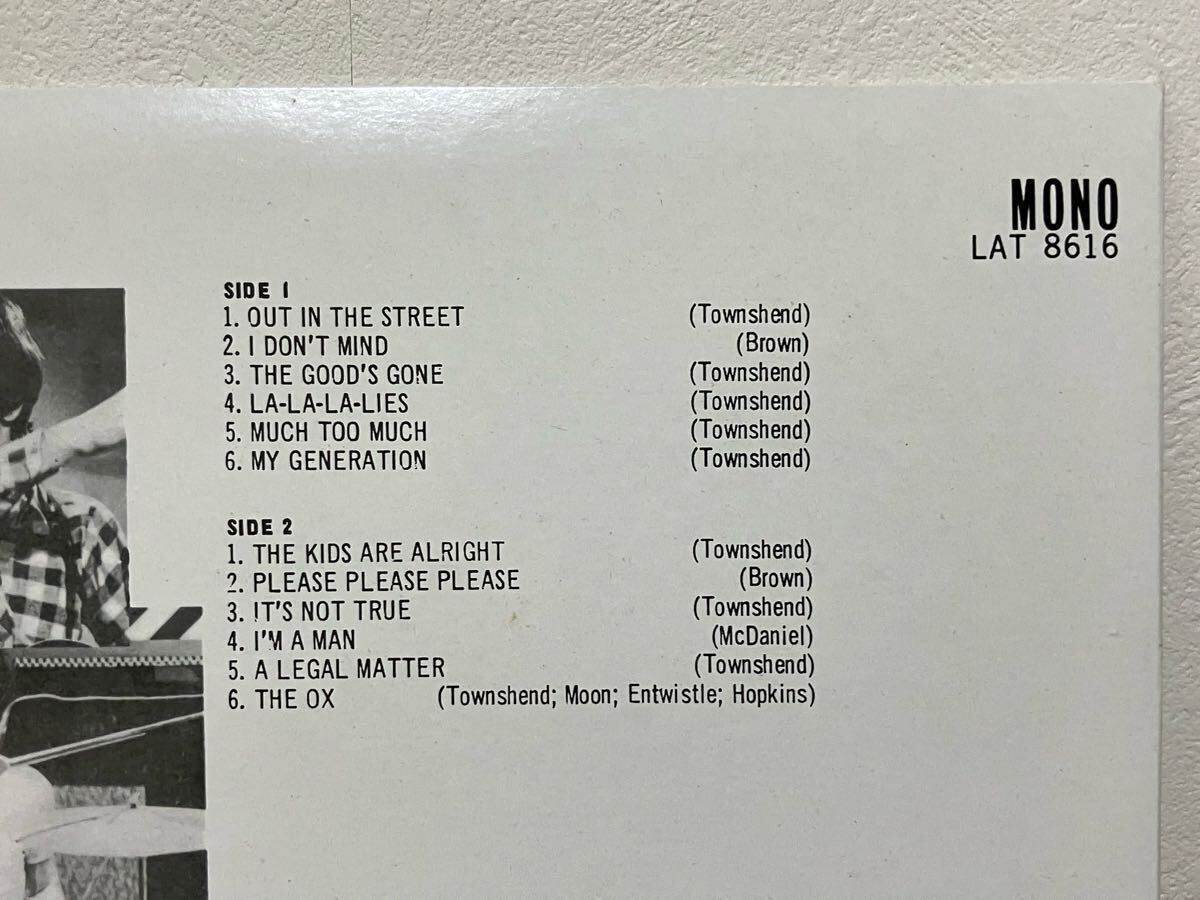 MONO
LAT 8616
SIDE 1
1. OUT IN THE STREET (Townshend)
2. I DON'T MIND (Brown)
3. THE GOOD'S GONE (Townshend)
4. LA-LA-LA-LIES (Townshend)
5. MUCH TOO MUCH (Townshend)
6. MY GENERATION (Townshend)
SIDE 2
1. THE KIDS ARE ALRIGHT (Townshend)
2. PLEASE PLEASE PLEASE (Brown)
3. IT'S NOT TRUE (Townshend)
4. I'M A MAN (McDaniel)
5. A LEGAL MATTER (Townshend)
6. THE OX (Townshend; Moon; Entwistle; Hopkins)